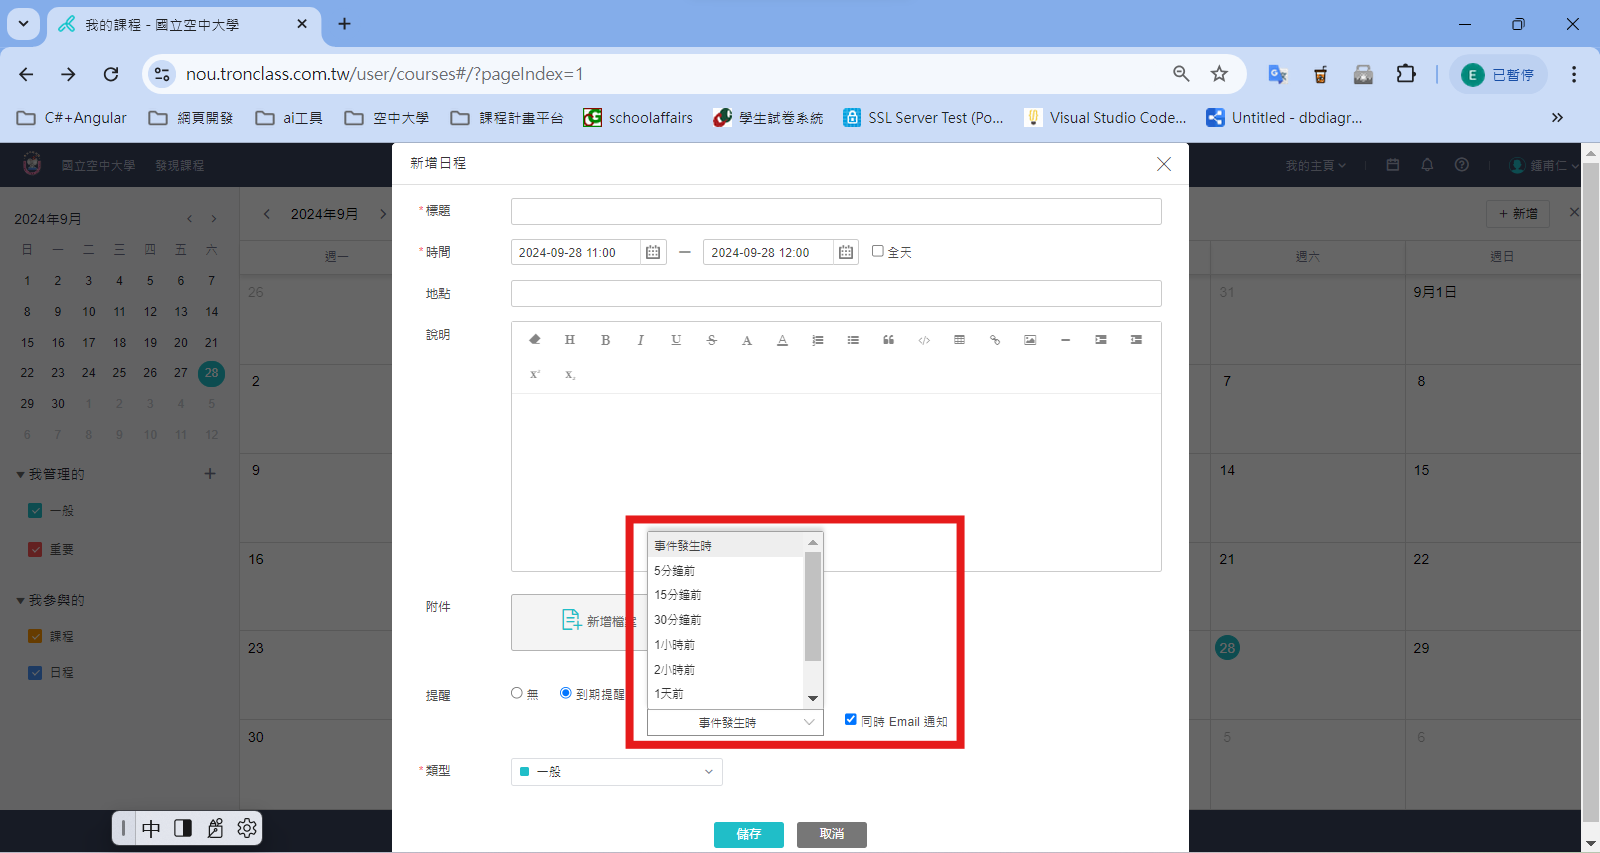 我的課程 - 國立空中大學
nou.tronclass.com.tw/user/courses#/?pageIndex=1
E 已暫停
C#+Angular 網頁開發 ai工具 空中大學 課程計畫平台 schoolaffairs 學生試卷系統 SSL Server Test (Po... Visual Studio Code... Untitled - dbdiagr...
國立空中大學 發現課程 我的主頁 鍾甫仁
新增日程
2024年9月
日 一 二 三 四 五 六
1 2 3 4 5 6 7
8 9 10 11 12 13 14
15 16 17 18 19 20 21
22 23 24 25 26 27 28
29 30 1 2 3 4 5
6 7 8 9 10 11 12
我管理的
一般
重要
我參與的
課程
日程
2024年9月
+ 新增
週一 週六 週日
26 31 9月1日
2 7 8
9 14 15
16 21 22
23 28 29
30 5 6
*標題
*時間 2024-09-28 11:00 — 2024-09-28 12:00 全天
地點
說明
H B I U S A A
X² X₂
附件 新增檔案
事件發生時
5分鐘前
15分鐘前
30分鐘前
1小時前
2小時前
1天前
提醒 無 到期提醒
事件發生時 同時 Email 通知
*類型 一般
儲存 取消
中